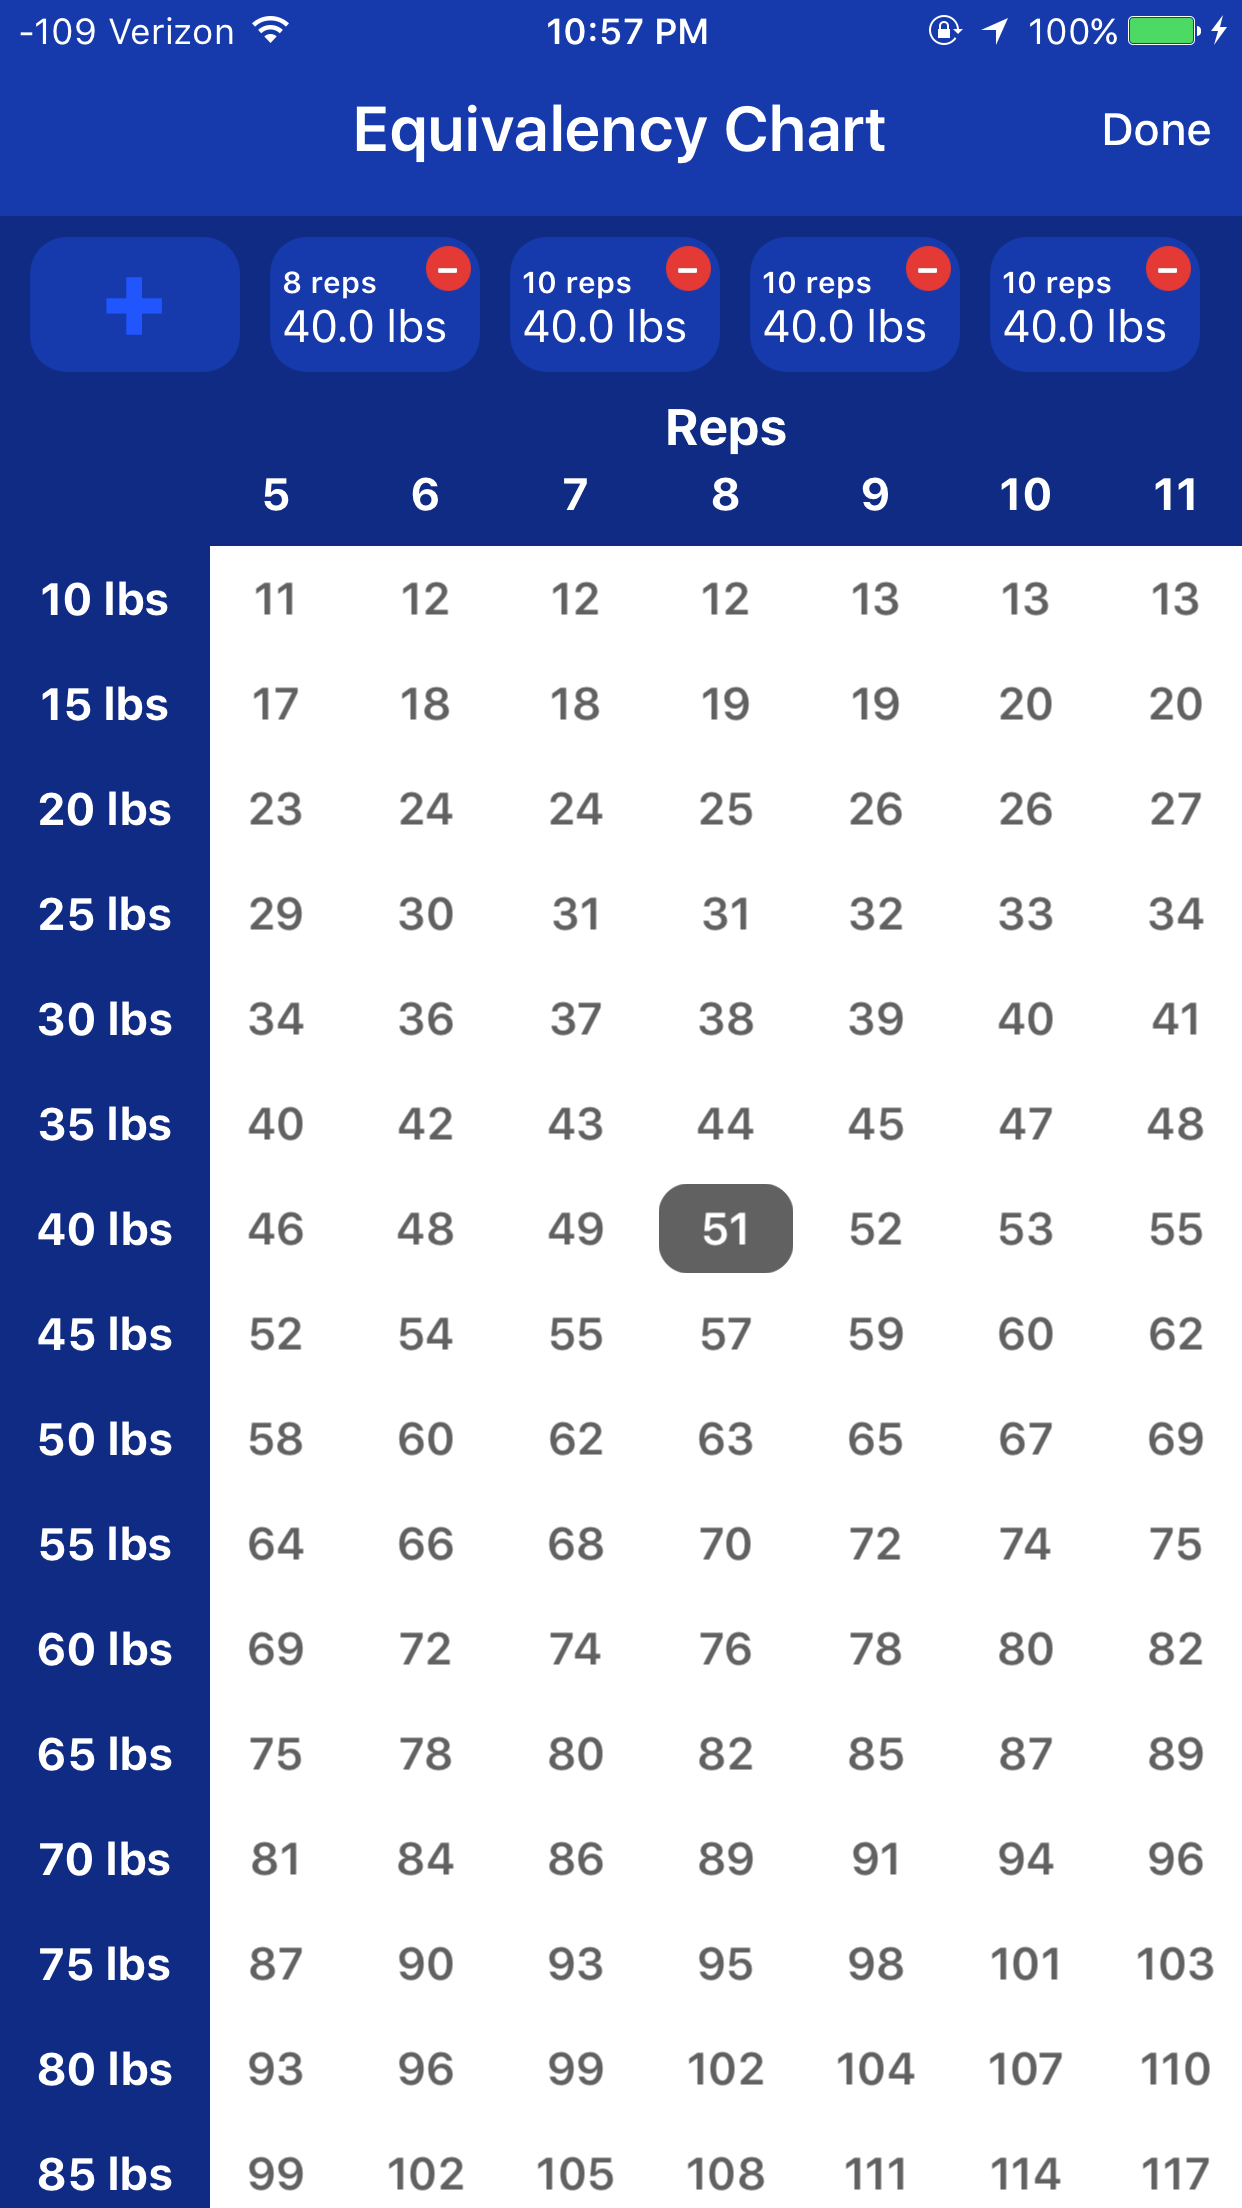 -109 Verizon 10:57 PM 100%
Equivalency Chart Done
8 reps 10 reps 10 reps 10 reps
40.0 lbs 40.0 lbs 40.0 lbs 40.0 lbs
Reps
5 6 7 8 9 10 11
10 lbs 11 12 12 12 13 13 13
15 lbs 17 18 18 19 19 20 20
20 lbs 23 24 24 25 26 26 27
25 lbs 29 30 31 31 32 33 34
30 lbs 34 36 37 38 39 40 41
35 lbs 40 42 43 44 45 47 48
40 lbs 46 48 49 51 52 53 55
45 lbs 52 54 55 57 59 60 62
50 lbs 58 60 62 63 65 67 69
55 lbs 64 66 68 70 72 74 75
60 lbs 69 72 74 76 78 80 82
65 lbs 75 78 80 82 85 87 89
70 lbs 81 84 86 89 91 94 96
75 lbs 87 90 93 95 98 101 103
80 lbs 93 96 99 102 104 107 110
85 lbs 99 102 105 108 111 114 117